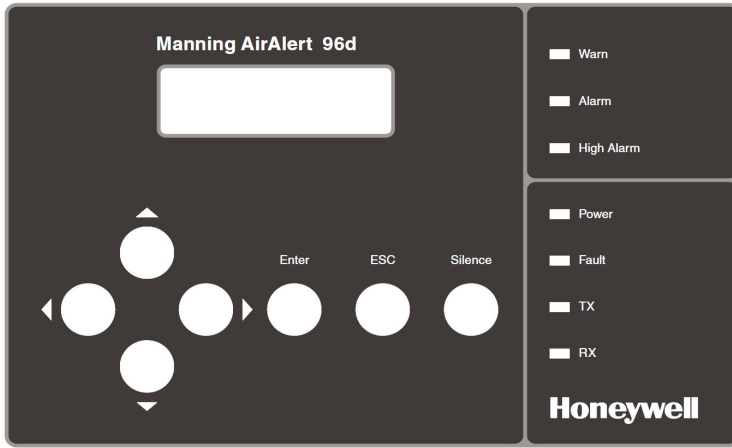 Manning AirAlert 96d
Enter
ESC
Silence
Warn
Alarm
High Alarm
Power
Fault
TX
RX
Honeywell